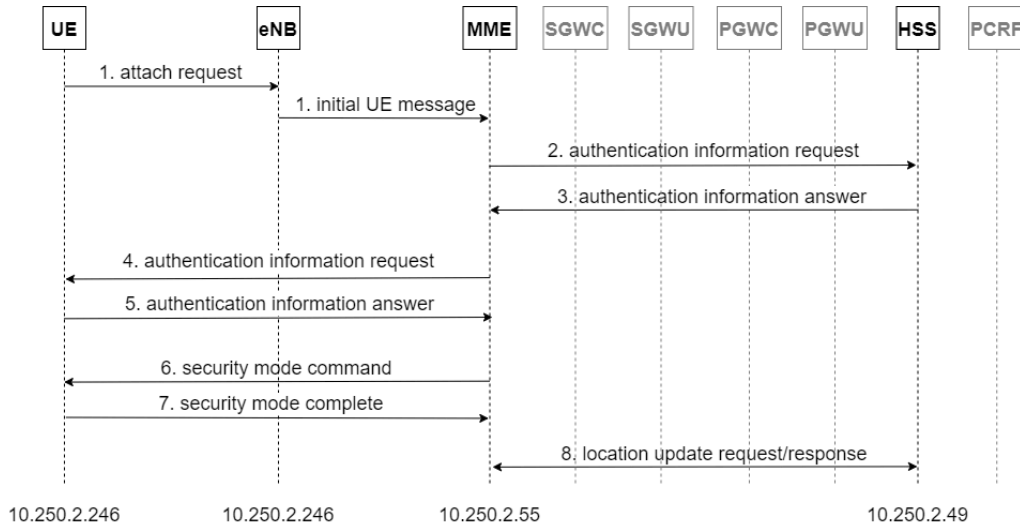 UE eNB MME SGWC SGWU PGWC PGWU HSS PCRF
1. attach request
1. initial UE message
2. authentication information request
3. authentication information answer
4. authentication information request
5. authentication information answer
6. security mode command
7. security mode complete
8. location update request/response
10.250.2.246 10.250.2.246 10.250.2.55 10.250.2.49